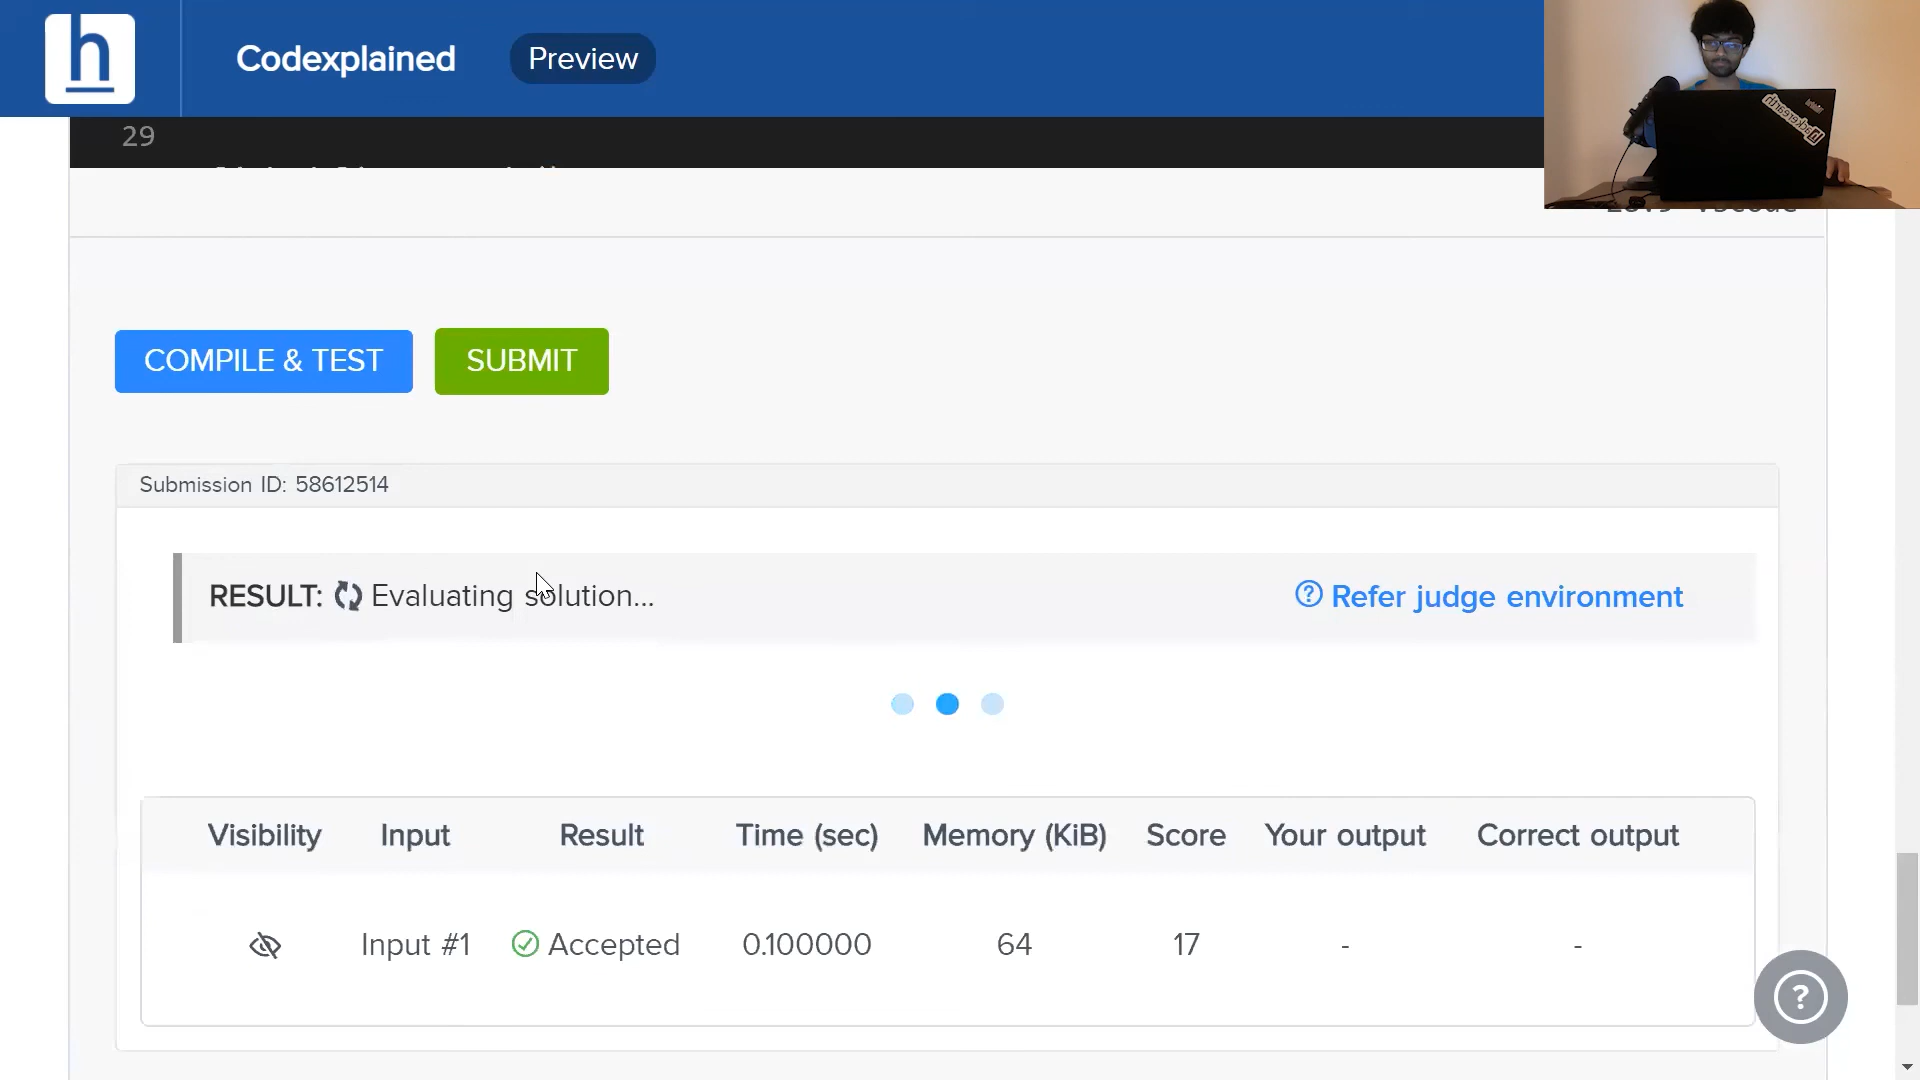 h
Codexplained Preview
29
COMPILE & TEST SUBMIT
Submission ID: 58612514
RESULT: Evaluating solution...
? Refer judge environment
Visibility Input Result Time (sec) Memory (KiB) Score Your output Correct output
Input #1 Accepted 0.100000 64 17 - -
?